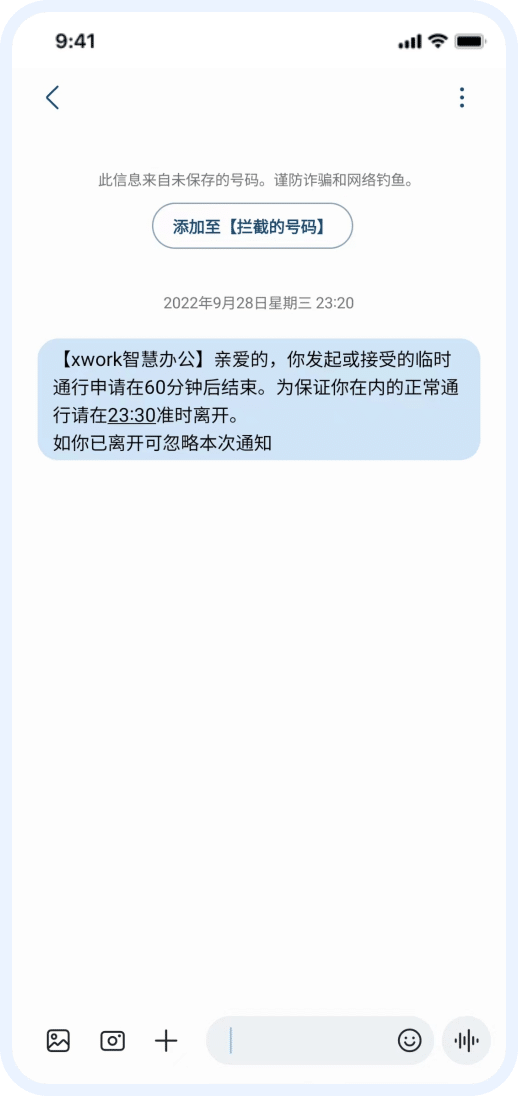 9:41
此信息来自未保存的号码。谨防诈骗和网络钓鱼。
添加至【拦截的号码】
2022年9月28日星期三 23:20
【xwork智慧办公】亲爱的，你发起或接受的临时
通行申请在60分钟后结束。为保证你在内的正常通
行请在23:30准时离开。
如你已离开可忽略本次通知